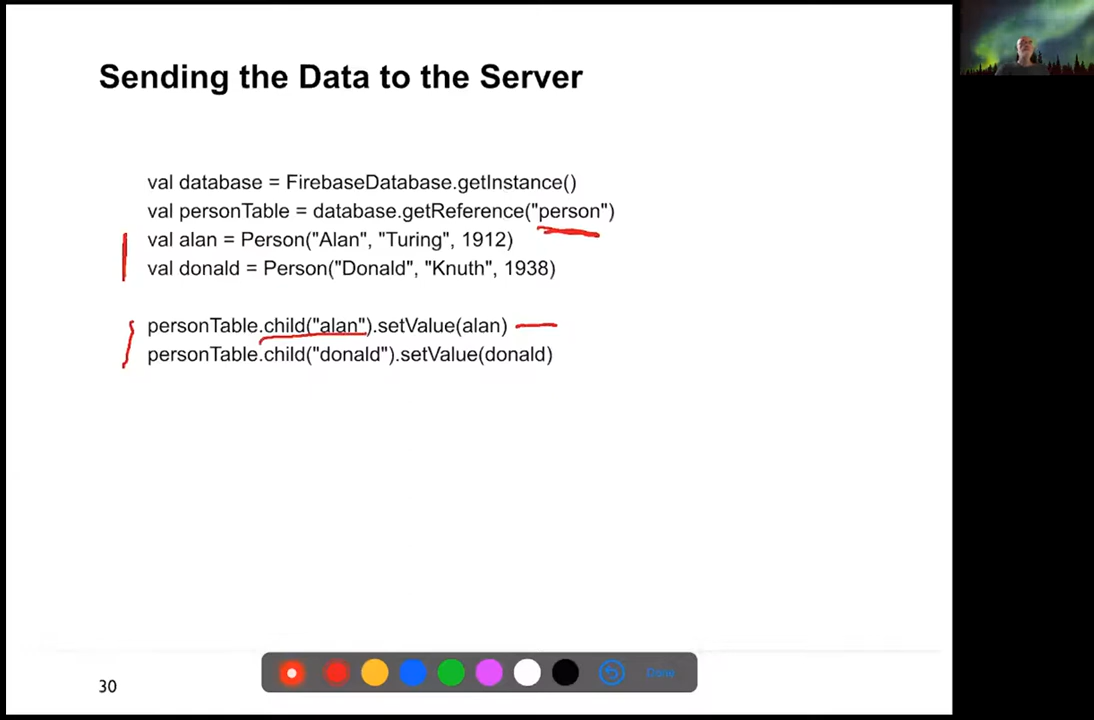 Sending the Data to the Server
val database = FirebaseDatabase.getInstance()
val personTable = database.getReference("person")
val alan = Person("Alan", "Turing", 1912)
val donald = Person("Donald", "Knuth", 1938)
personTable.child("alan").setValue(alan)
personTable.child("donald").setValue(donald)
30
Done